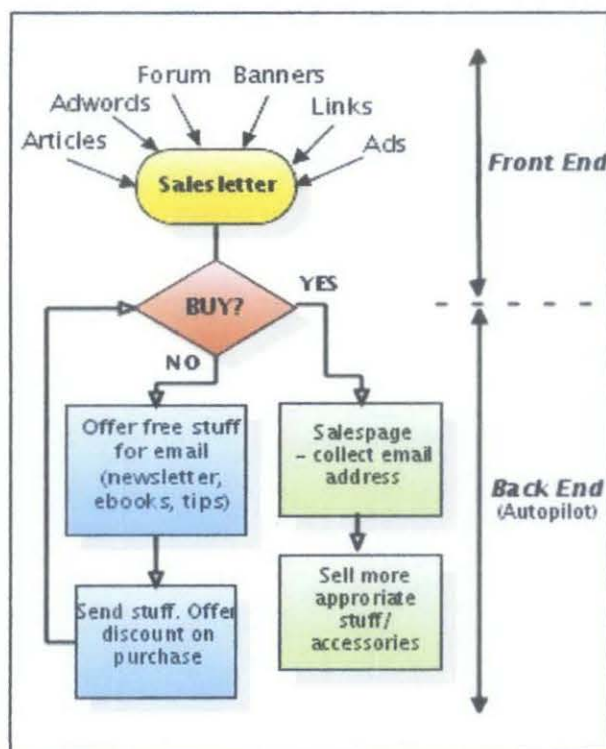 Forum Banners
Adwords Links
Articles Ads
Salesletter
Front End
BUY?
YES
NO
Offer free stuff
for email
(newsletter,
ebooks, tips)
Salespage
– collect email
address
Back End
(Autopilot)
Send stuff. Offer
discount on
purchase
Sell more
approriate
stuff/
accessories